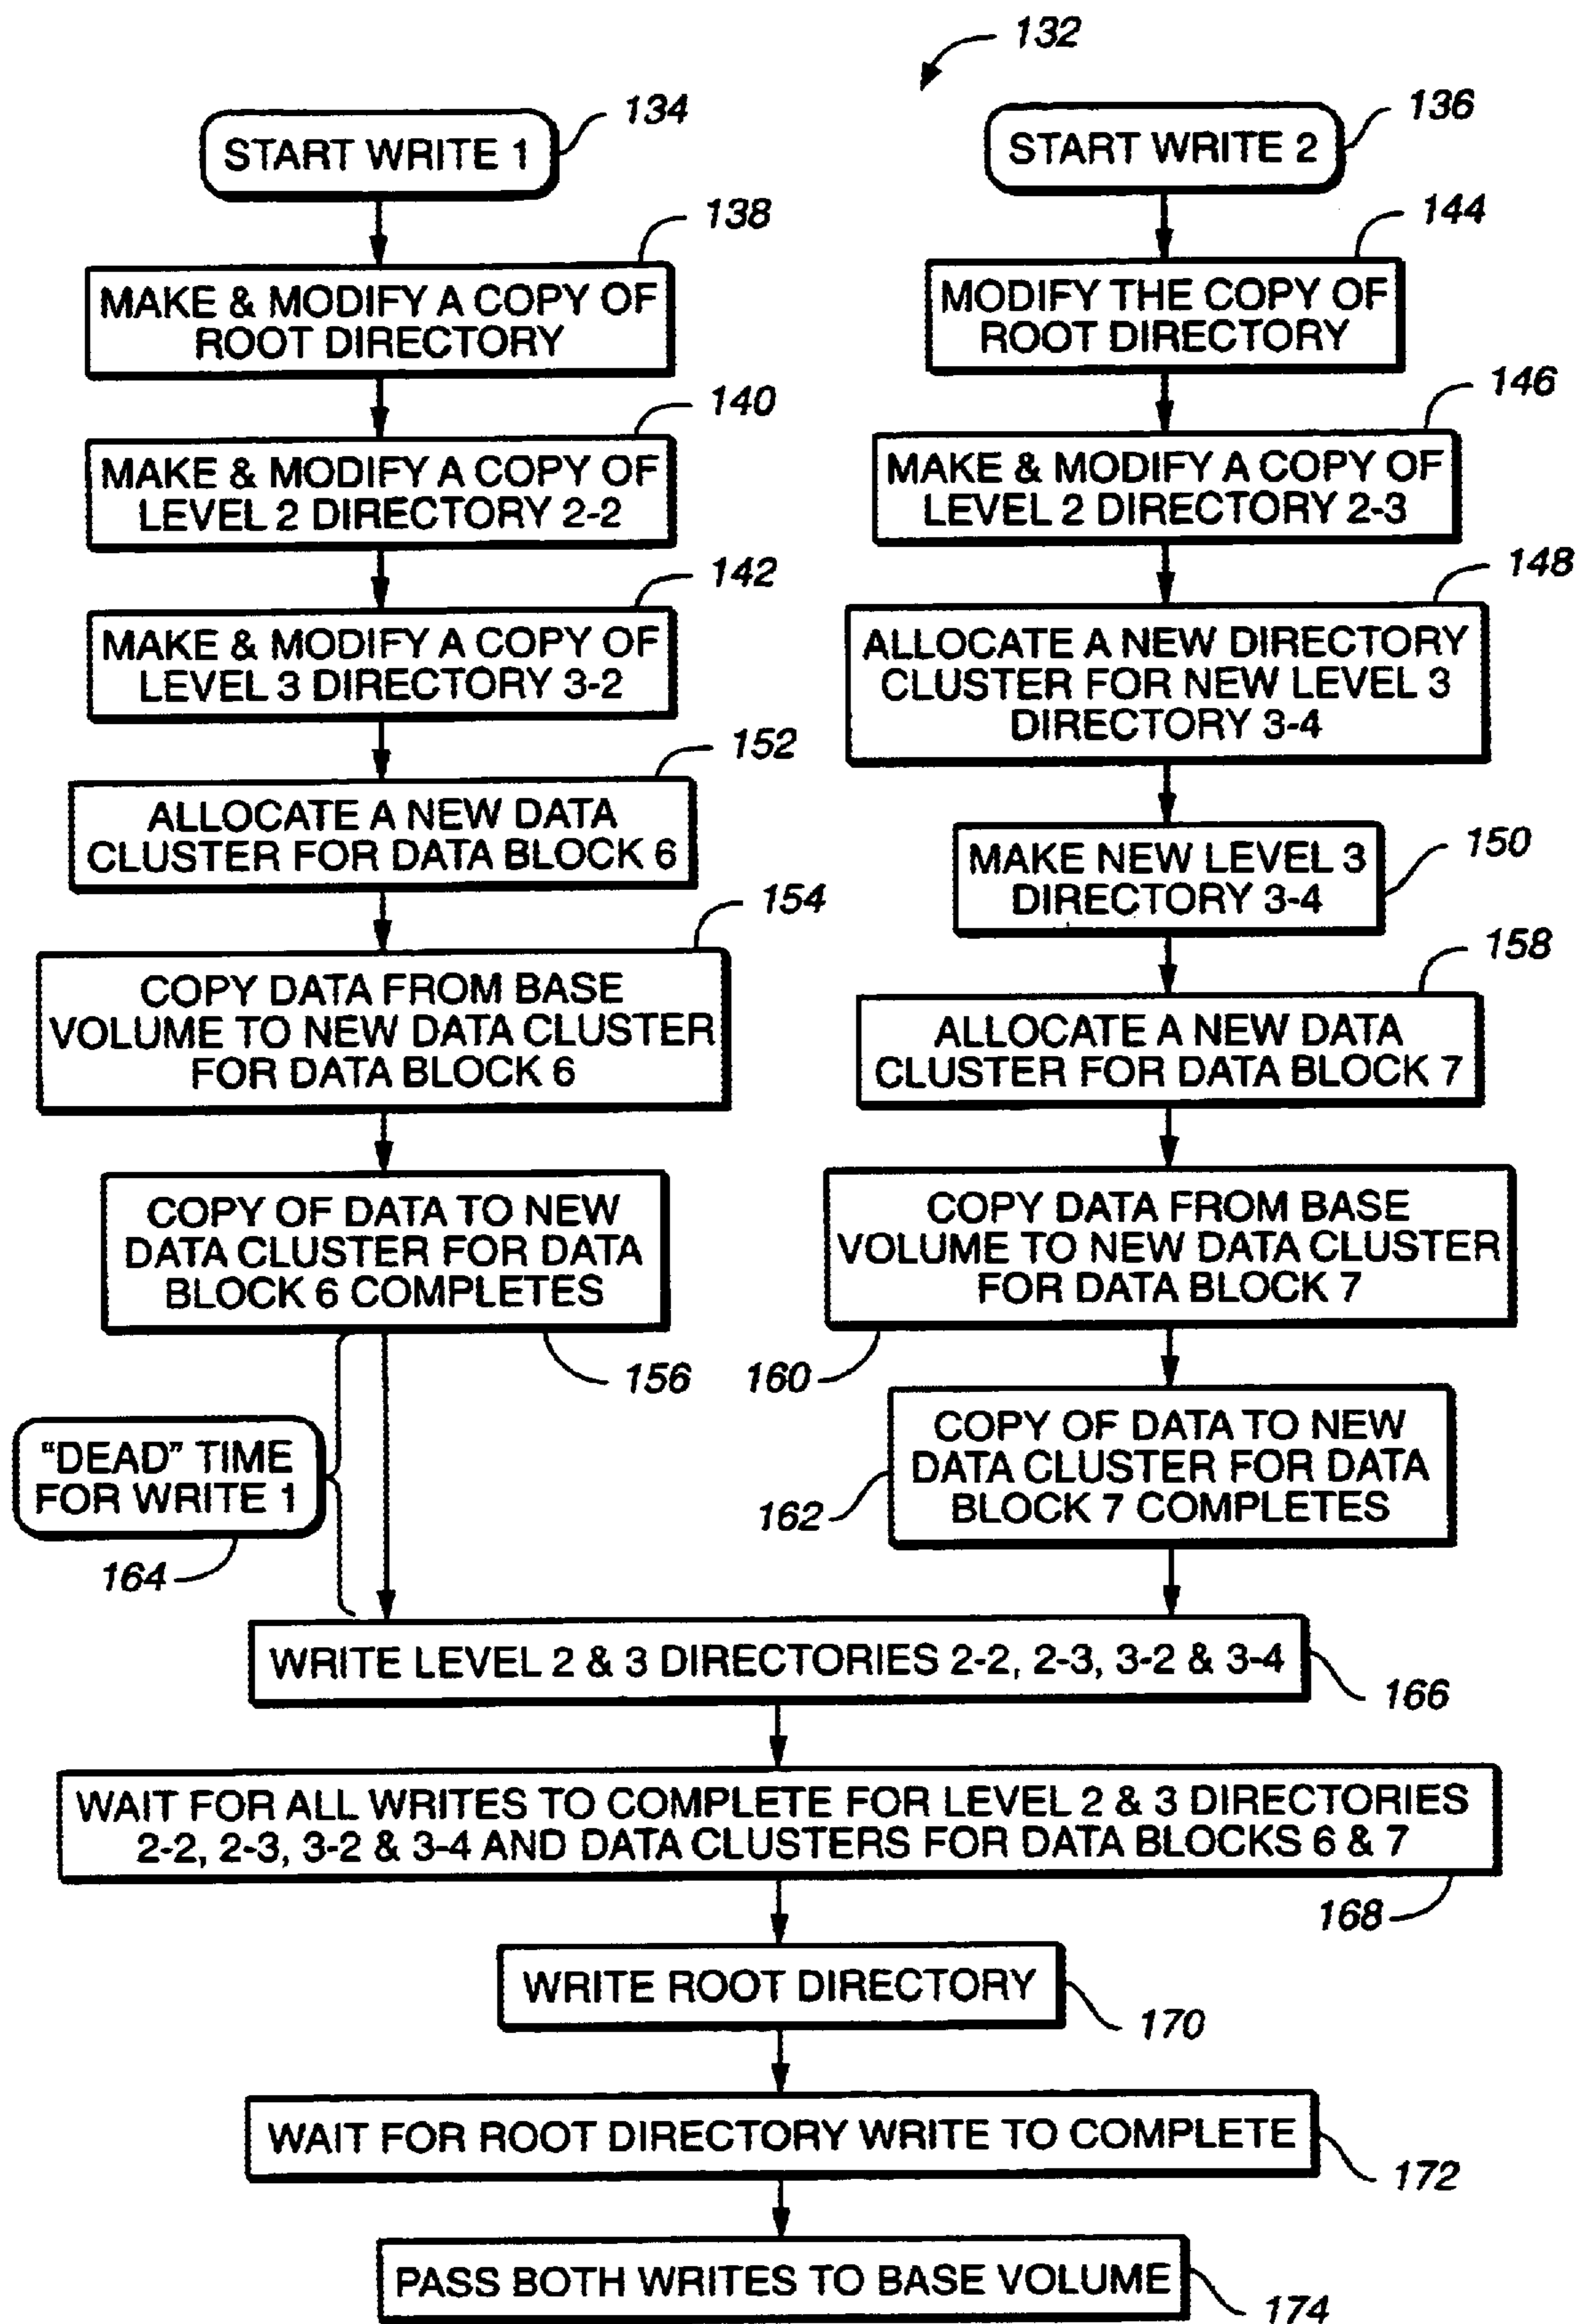 132
134
START WRITE 1
138
MAKE & MODIFY A COPY OF
ROOT DIRECTORY
140
MAKE & MODIFY A COPY OF
LEVEL 2 DIRECTORY 2-2
142
MAKE & MODIFY A COPY OF
LEVEL 3 DIRECTORY 3-2
152
ALLOCATE A NEW DATA
CLUSTER FOR DATA BLOCK 6
154
COPY DATA FROM BASE
VOLUME TO NEW DATA CLUSTER
FOR DATA BLOCK 6
COPY OF DATA TO NEW
DATA CLUSTER FOR DATA
BLOCK 6 COMPLETES
156
"DEAD" TIME
FOR WRITE 1
164
136
START WRITE 2
144
MODIFY THE COPY OF
ROOT DIRECTORY
146
MAKE & MODIFY A COPY OF
LEVEL 2 DIRECTORY 2-3
148
ALLOCATE A NEW DIRECTORY
CLUSTER FOR NEW LEVEL 3
DIRECTORY 3-4
MAKE NEW LEVEL 3
DIRECTORY 3-4
150
158
ALLOCATE A NEW DATA
CLUSTER FOR DATA BLOCK 7
COPY DATA FROM BASE
VOLUME TO NEW DATA CLUSTER
FOR DATA BLOCK 7
160
COPY OF DATA TO NEW
DATA CLUSTER FOR DATA
BLOCK 7 COMPLETES
162
WRITE LEVEL 2 & 3 DIRECTORIES 2-2, 2-3, 3-2 & 3-4
166
WAIT FOR ALL WRITES TO COMPLETE FOR LEVEL 2 & 3 DIRECTORIES
2-2, 2-3, 3-2 & 3-4 AND DATA CLUSTERS FOR DATA BLOCKS 6 & 7
168
WRITE ROOT DIRECTORY
170
WAIT FOR ROOT DIRECTORY WRITE TO COMPLETE
172
PASS BOTH WRITES TO BASE VOLUME
174